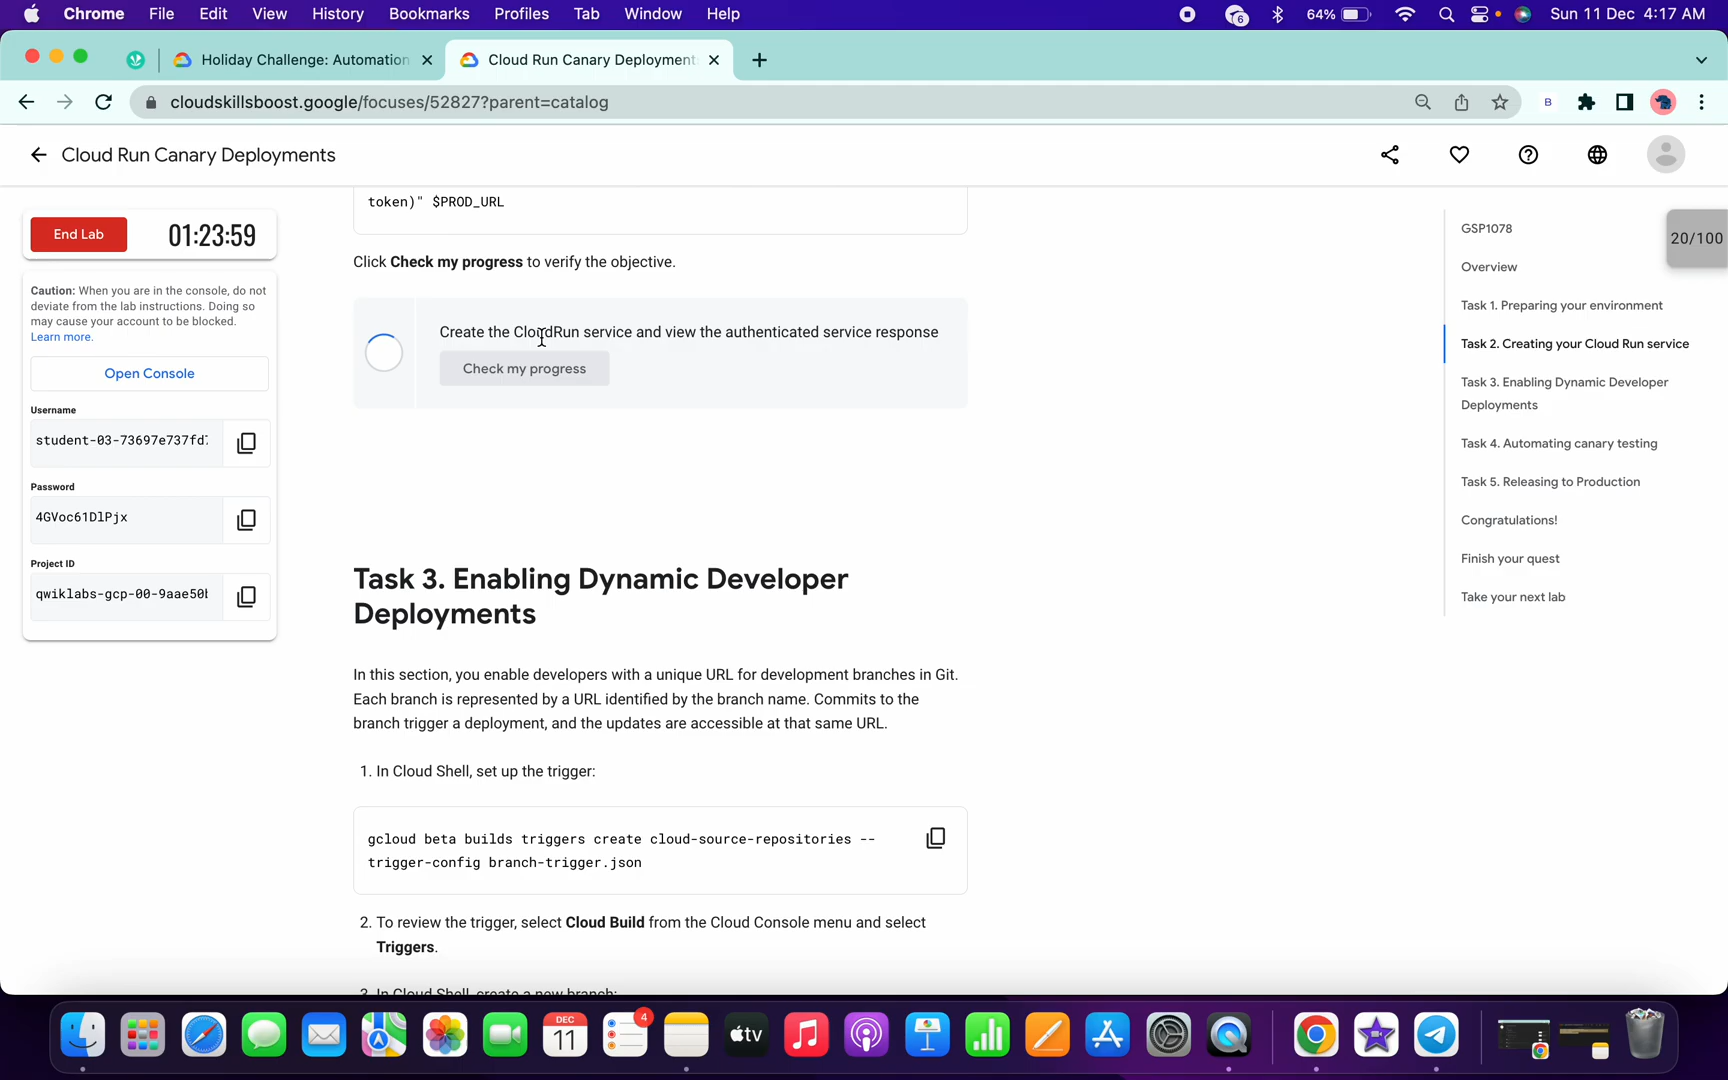 Chrome File Edit View History Bookmarks Profiles Tab Window Help 6 64% Sun 11 Dec 4:17 AM
Holiday Challenge: Automation Cloud Run Canary Deployment
cloudskillsboost.google/focuses/52827?parent=catalog B
Cloud Run Canary Deployments
End Lab 01:23:59
Caution: When you are in the console, do not
deviate from the lab instructions. Doing so
may cause your account to be blocked.
Learn more.
Open Console
Username
student-03-73697e737fd
Password
4GVoc61DlPjx
Project ID
qwiklabs-gcp-00-9aae50
token)" $PROD_URL
Click Check my progress to verify the objective.
Create the CloudRun service and view the authenticated service response
Check my progress
Task 3. Enabling Dynamic Developer
Deployments
In this section, you enable developers with a unique URL for development branches in Git.
Each branch is represented by a URL identified by the branch name. Commits to the
branch trigger a deployment, and the updates are accessible at that same URL.
1. In Cloud Shell, set up the trigger:
gcloud beta builds triggers create cloud-source-repositories --
trigger-config branch-trigger.json
2. To review the trigger, select Cloud Build from the Cloud Console menu and select
Triggers.
3. In Cloud Shell, create a new branch:
GSP1078
20/100
Overview
Task 1. Preparing your environment
Task 2. Creating your Cloud Run service
Task 3. Enabling Dynamic Developer
Deployments
Task 4. Automating canary testing
Task 5. Releasing to Production
Congratulations!
Finish your quest
Take your next lab
DEC
11
4
tv